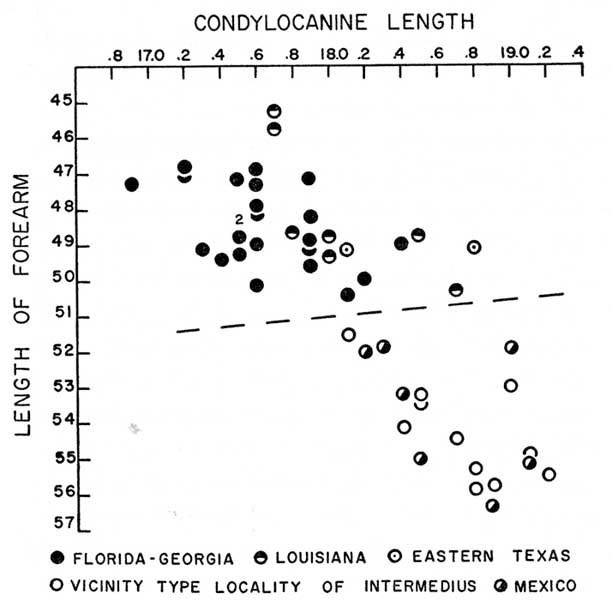 CONDYLOCANINE LENGTH
.8 17.0 .2 .4 .6 .8 18.0 .2 .4 .6 .8 19.0 .2 .4
LENGTH OF FOREARM
45
46
47
48
2
49
50
51
52
53
54
55
56
57
FLORIDA-GEORGIA LOUISIANA EASTERN TEXAS
VICINITY TYPE LOCALITY OF INTERMEDIUS MEXICO